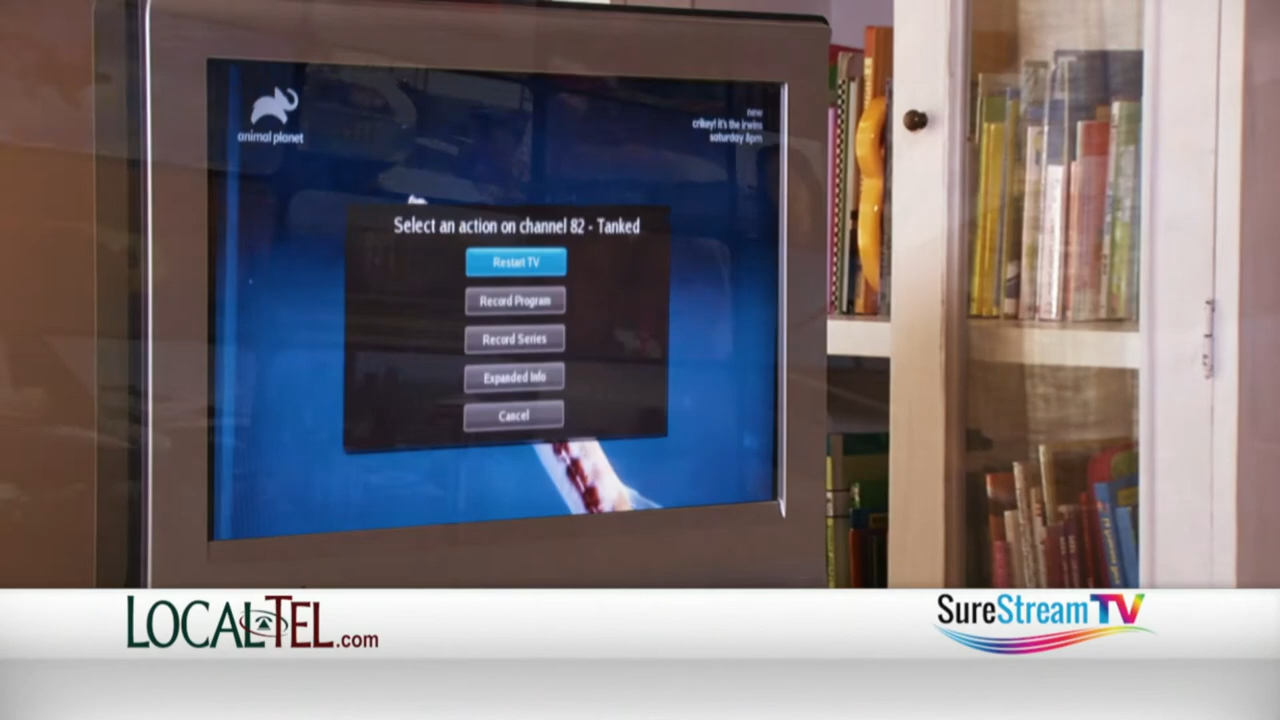 animal planet
new
crikey! it's the irwins
saturday 8pm
Select an action on channel 82 - Tanked
Restart TV
Record Program
Record Series
Expanded Info
Cancel
LOCALTEL.com
SureStreamTV